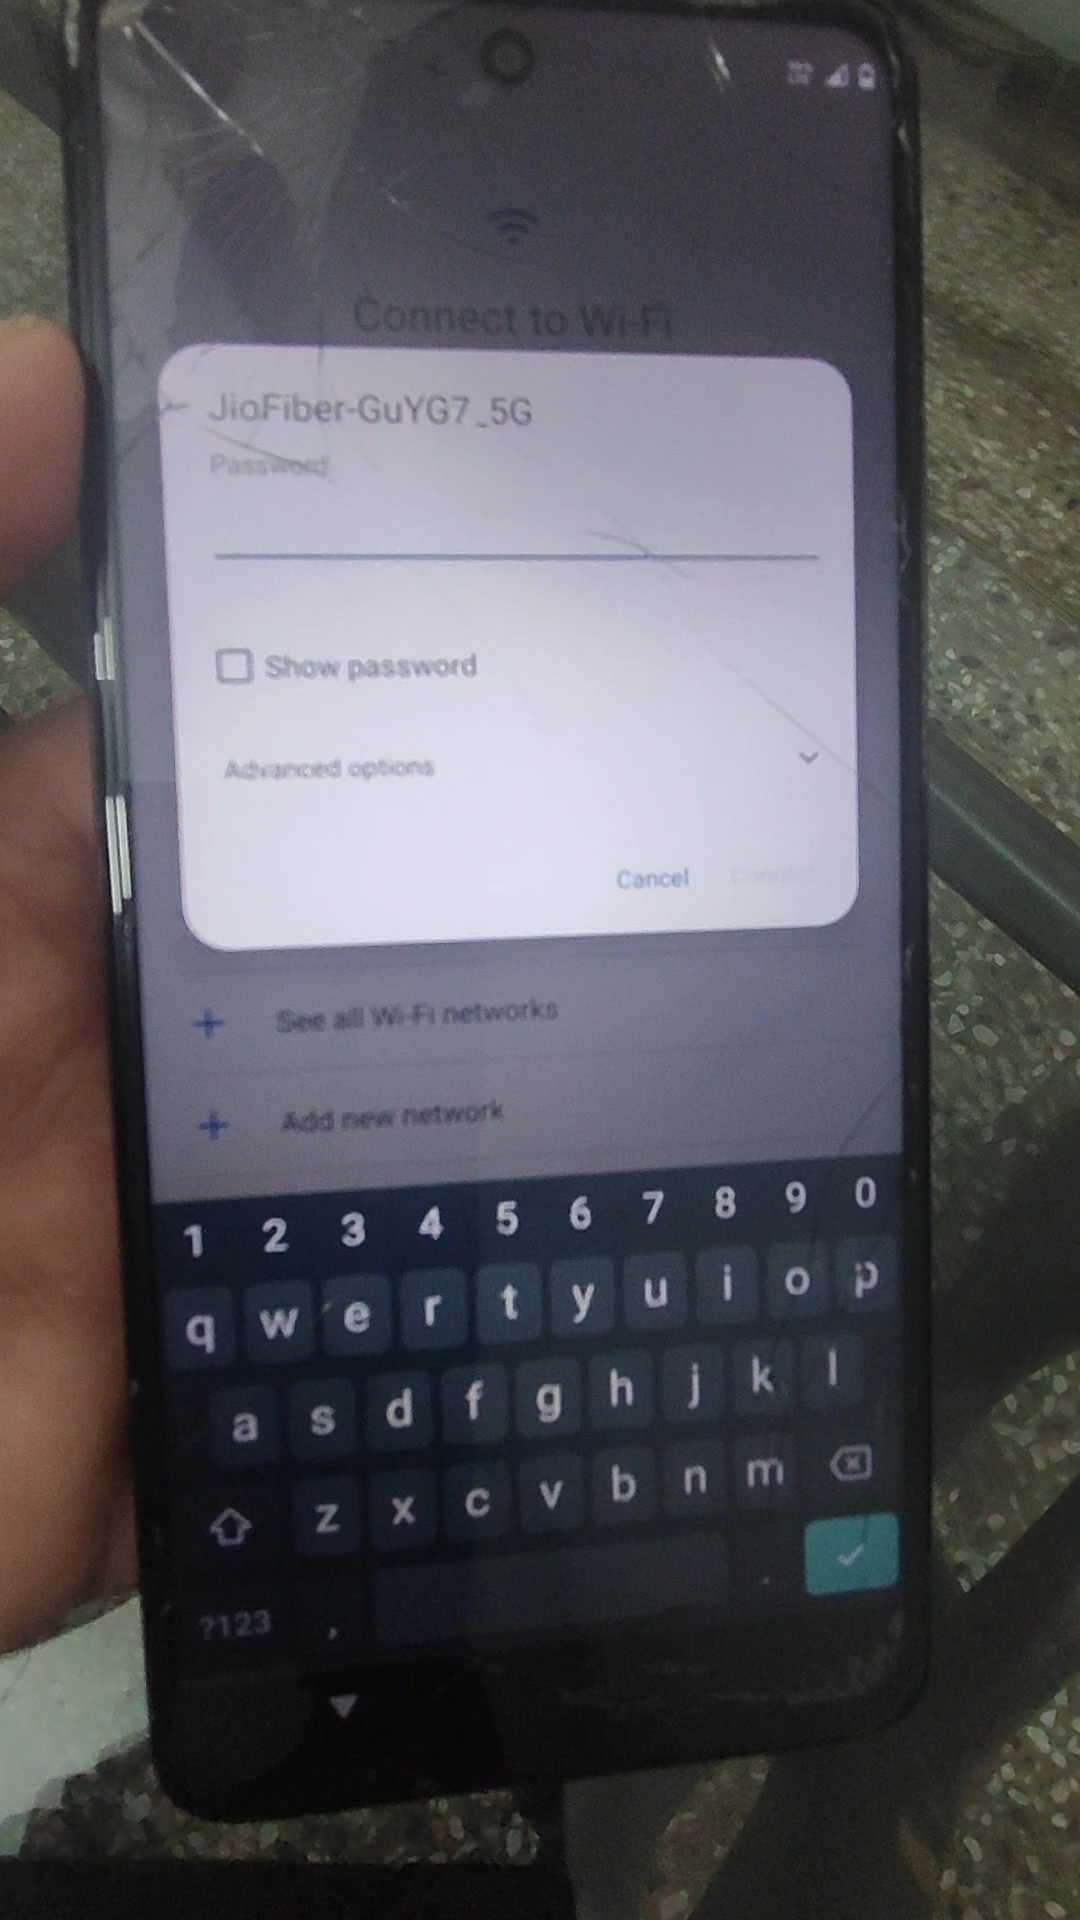 Connect to Wi-Fi
JioFiber-GuYG7_5G
Password
Show password
Advanced options
Cancel Connect
See all Wi-Fi networks
Add new network
1 2 3 4 5 6 7 8 9 0
q w e r t y u i o p
a s d f g h j k l
z x c v b n m
?123 , .